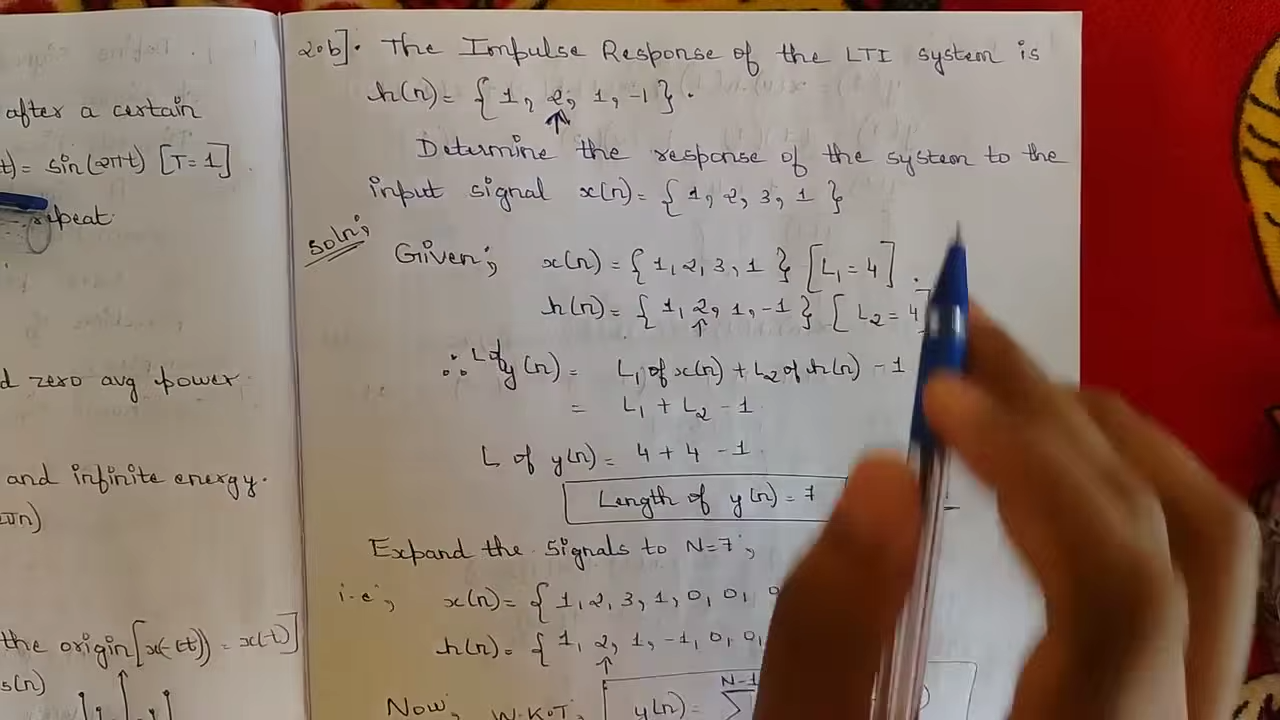 after a certain
t) = sin(2πt) [T=1]
repeat
d zero avg power
and infinite energy.
the origin [x(-t) = x(t)]
s(n)
20b]. The Impulse Response of the LTI system is
h(n) = { 1, 2, 1, -1 } .
↑
Determine the response of the system to the
input signal x(n) = { 1, 2, 3, 1 }
Soln;
Given; x(n) = { 1, 2, 3, 1 } [L₁ = 4] .
h(n) = { 1, 2, 1, -1 } [ L₂ = 4]
↑
∴ L of y(n) = L₁ of x(n) + L₂ of h(n) - 1
= L₁ + L₂ - 1
L of y(n) = 4 + 4 - 1
Length of y(n) = 7
Expand the signals to N=7,
i.e; x(n) = { 1, 2, 3, 1, 0, 0, 0
h(n) = { 1, 2, 1, -1, 0, 0,
↑
Now, W.K.T; y(n) = Σ N-1